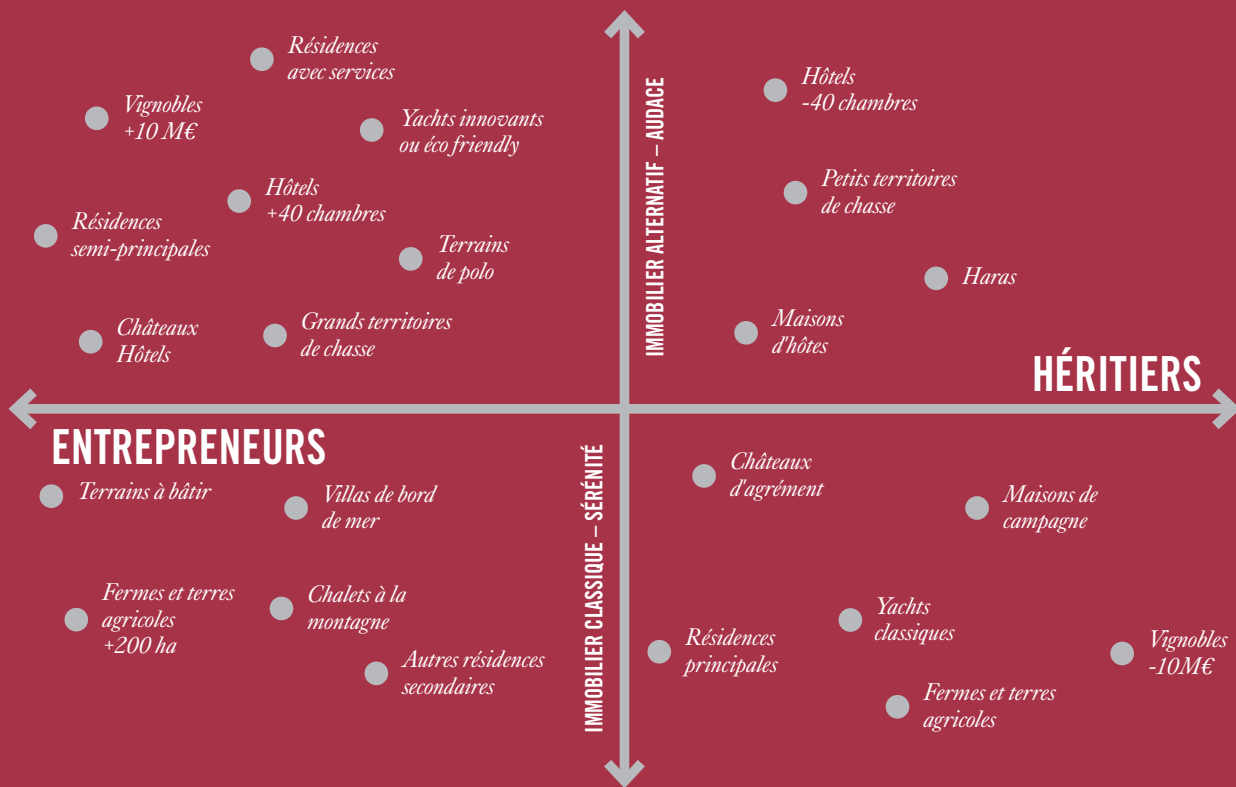 Résidences
avec services
Vignobles
+10 M€
Yachts innovants
ou éco friendly
Hôtels
+40 chambres
Résidences
semi-principales
Terrains
de polo
Châteaux
Hôtels
Grands territoires
de chasse
IMMOBILIER ALTERNATIF – AUDACE
Hôtels
-40 chambres
Petits territoires
de chasse
Haras
Maisons
d'hôtes
HÉRITIERS
ENTREPRENEURS
Terrains à bâtir
Villas de bord
de mer
Fermes et terres
agricoles
+200 ha
Chalets à la
montagne
Autres résidences
secondaires
IMMOBILIER CLASSIQUE – SÉRÉNITÉ
Châteaux
d'agrément
Maisons de
campagne
Yachts
classiques
Résidences
principales
Vignobles
-10M€
Fermes et terres
agricoles